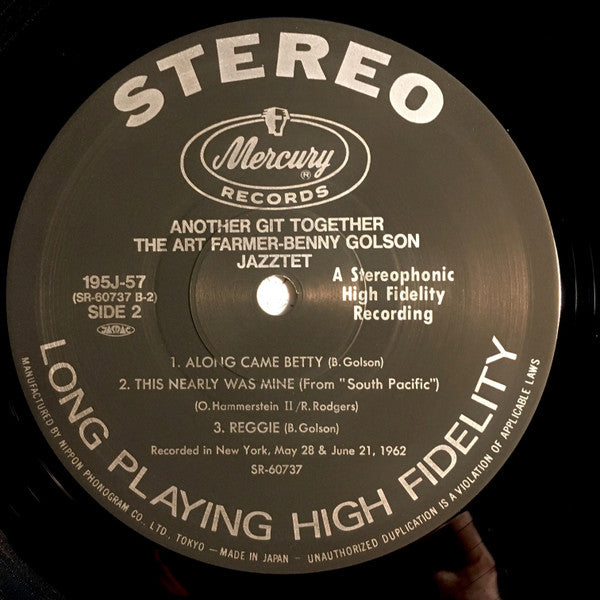 STEREO
Mercury
®
RECORDS
ANOTHER GIT TOGETHER
THE ART FARMER-BENNY GOLSON
JAZZTET
195J-57
(SR-60737 B-2)
SIDE 2
JASRAC
A Stereophonic
High Fidelity
Recording
1. ALONG CAME BETTY (B. Golson)
2. THIS NEARLY WAS MINE (From "South Pacific")
(O. Hammerstein II/R. Rodgers)
3. REGGIE (B. Golson)
Recorded in New York, May 28 & June 21, 1962
SR-60737
LONG PLAYING HIGH FIDELITY
MANUFACTURED BY NIPPON PHONOGRAM CO., LTD., TOKYO — MADE IN JAPAN — UNAUTHORIZED DUPLICATION IS A VIOLATION OF APPLICABLE LAWS